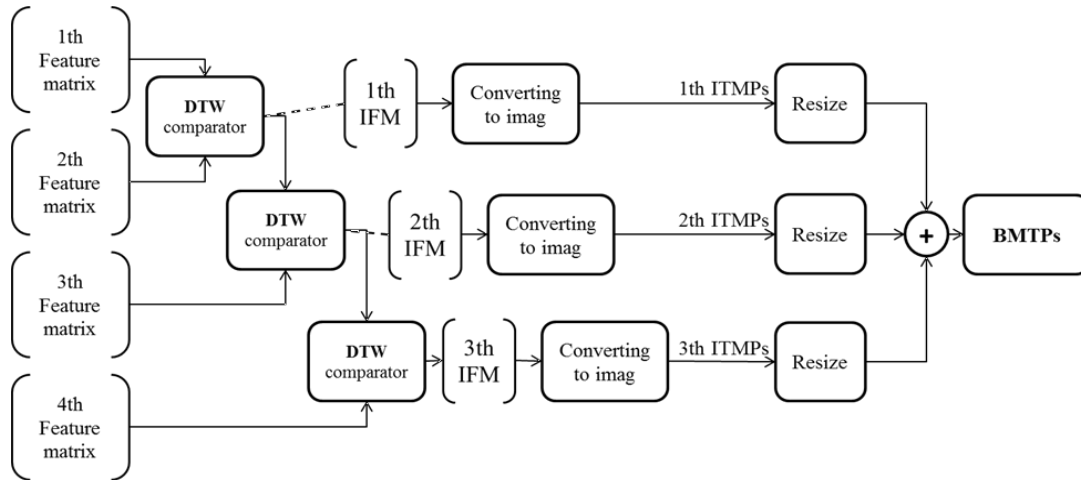 1th
Feature
matrix
DTW
comparator
1th
IFM
Converting
to imag
1th ITMPs
Resize
2th
Feature
matrix
DTW
comparator
2th
IFM
Converting
to imag
2th ITMPs
Resize
+
BMTPs
3th
Feature
matrix
DTW
comparator
3th
IFM
Converting
to imag
3th ITMPs
Resize
4th
Feature
matrix